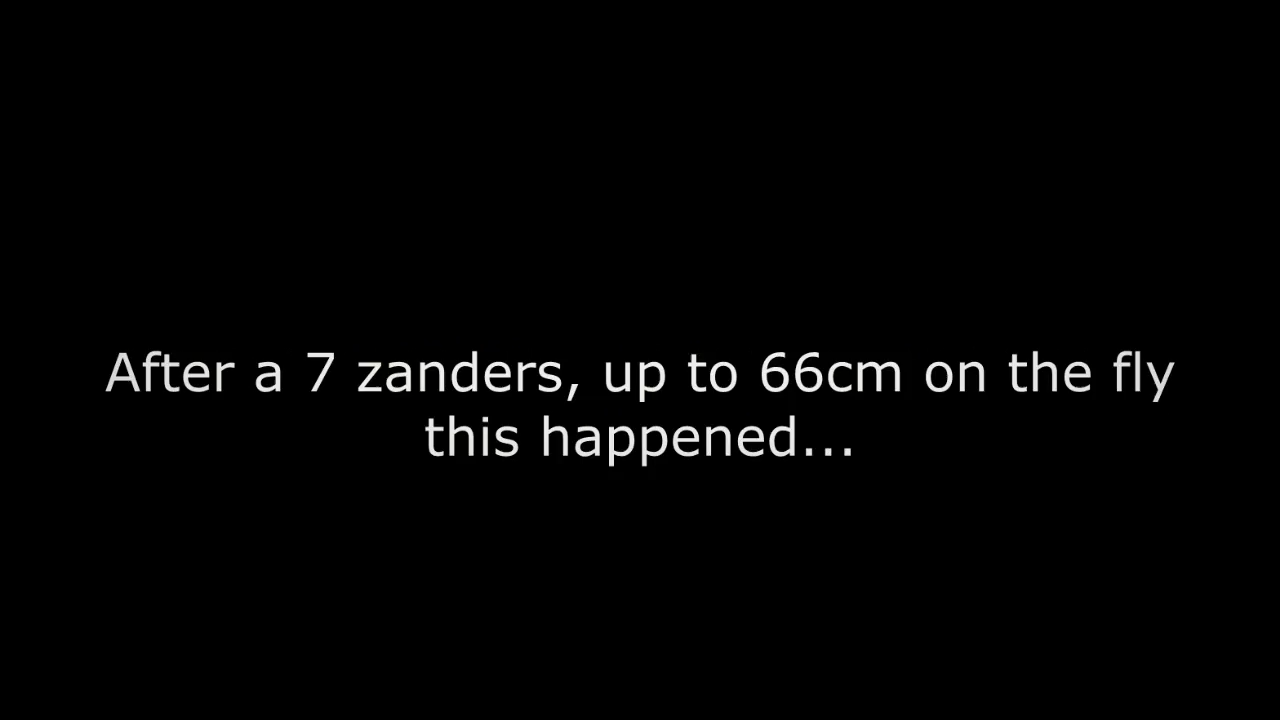 After a 7 zanders, up to 66cm on the fly
this happened...